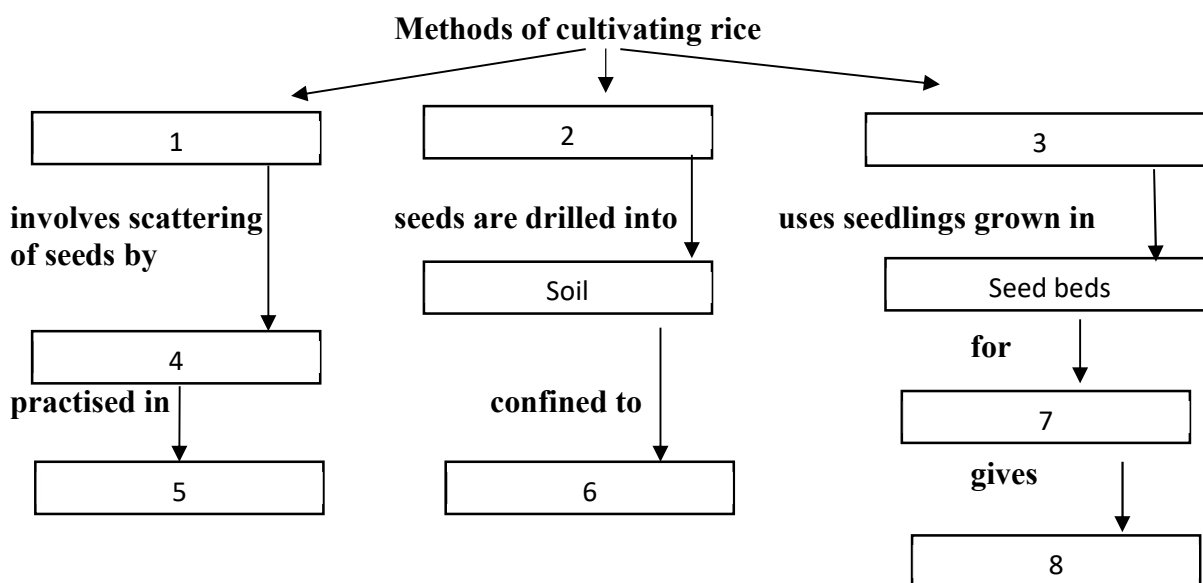 Methods of cultivating rice
1
2
3
involves scattering
of seeds by
seeds are drilled into
uses seedlings grown in
Soil
Seed beds
4
for
practised in
confined to
7
5
6
gives
8